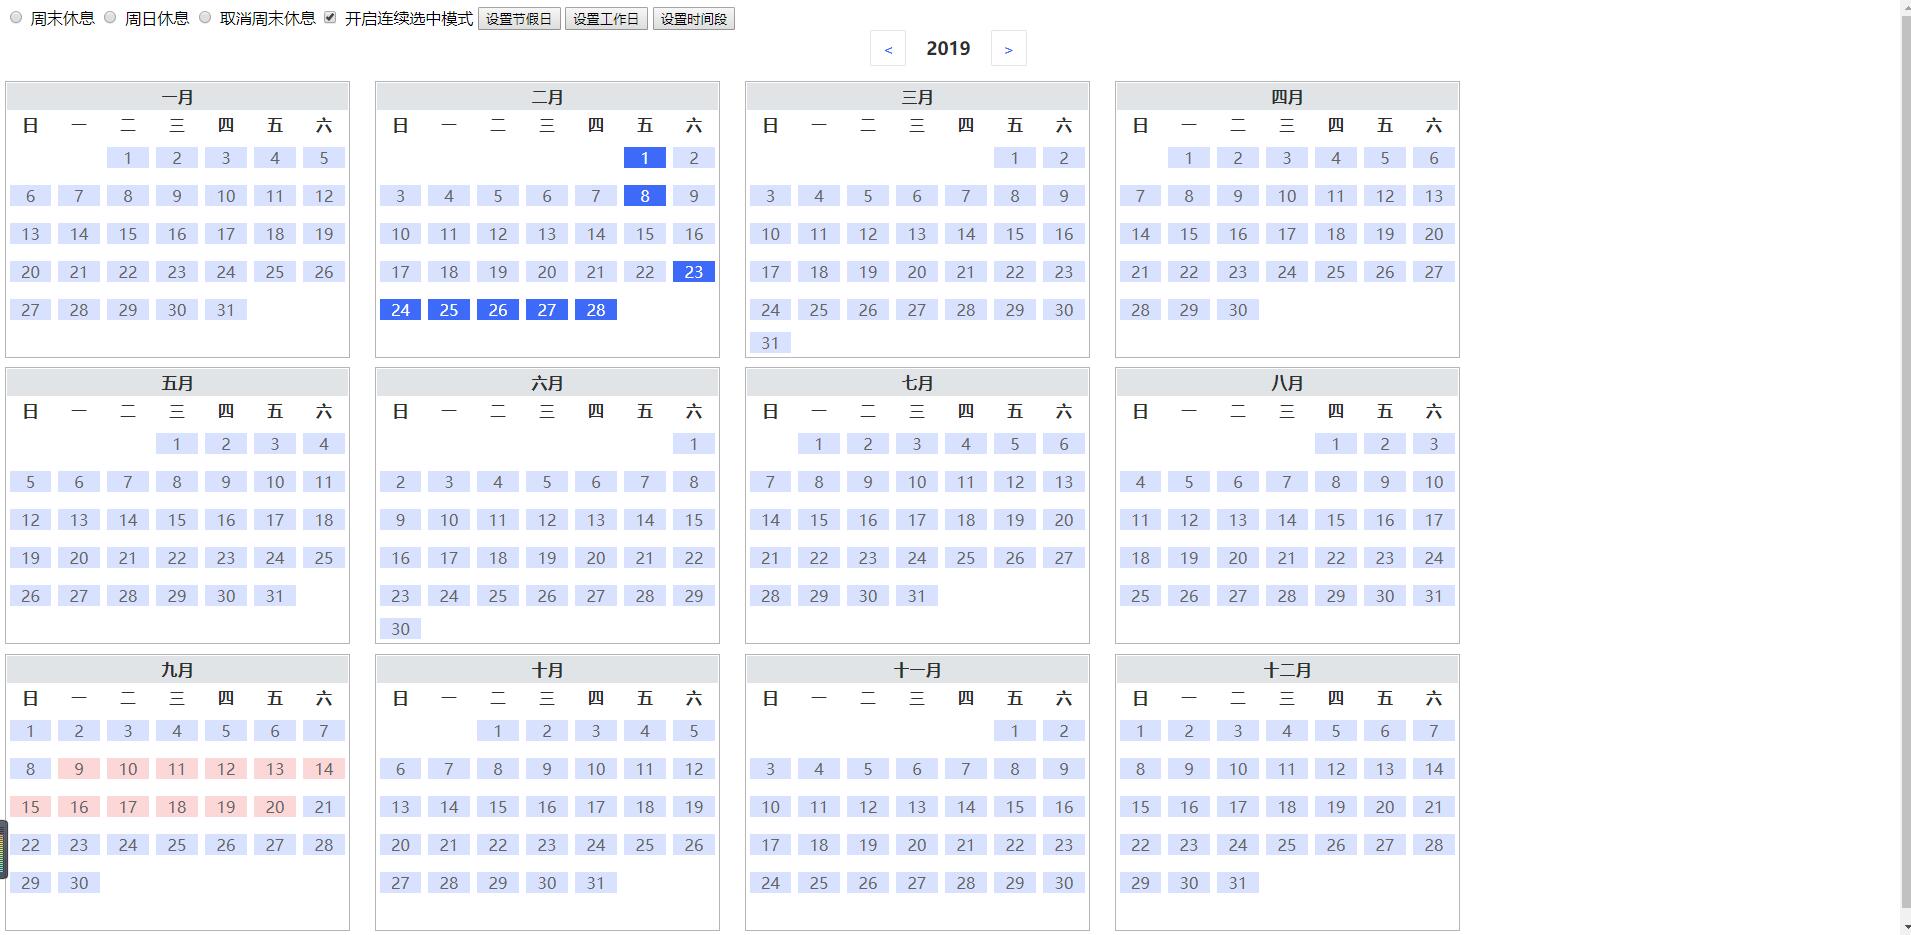 周末休息 周日休息 取消周末休息 开启连续选中模式 设置节假日 设置工作日 设置时间段
< 2019 >
一月
日 一 二 三 四 五 六
1 2 3 4 5
6 7 8 9 10 11 12
13 14 15 16 17 18 19
20 21 22 23 24 25 26
27 28 29 30 31
二月
日 一 二 三 四 五 六
1 2
3 4 5 6 7 8 9
10 11 12 13 14 15 16
17 18 19 20 21 22 23
24 25 26 27 28
三月
日 一 二 三 四 五 六
1 2
3 4 5 6 7 8 9
10 11 12 13 14 15 16
17 18 19 20 21 22 23
24 25 26 27 28 29 30
31
四月
日 一 二 三 四 五 六
1 2 3 4 5 6
7 8 9 10 11 12 13
14 15 16 17 18 19 20
21 22 23 24 25 26 27
28 29 30
五月
日 一 二 三 四 五 六
1 2 3 4
5 6 7 8 9 10 11
12 13 14 15 16 17 18
19 20 21 22 23 24 25
26 27 28 29 30 31
六月
日 一 二 三 四 五 六
1
2 3 4 5 6 7 8
9 10 11 12 13 14 15
16 17 18 19 20 21 22
23 24 25 26 27 28 29
30
七月
日 一 二 三 四 五 六
1 2 3 4 5 6
7 8 9 10 11 12 13
14 15 16 17 18 19 20
21 22 23 24 25 26 27
28 29 30 31
八月
日 一 二 三 四 五 六
1 2 3
4 5 6 7 8 9 10
11 12 13 14 15 16 17
18 19 20 21 22 23 24
25 26 27 28 29 30 31
九月
日 一 二 三 四 五 六
1 2 3 4 5 6 7
8 9 10 11 12 13 14
15 16 17 18 19 20 21
22 23 24 25 26 27 28
29 30
十月
日 一 二 三 四 五 六
1 2 3 4 5
6 7 8 9 10 11 12
13 14 15 16 17 18 19
20 21 22 23 24 25 26
27 28 29 30 31
十一月
日 一 二 三 四 五 六
1 2
3 4 5 6 7 8 9
10 11 12 13 14 15 16
17 18 19 20 21 22 23
24 25 26 27 28 29 30
十二月
日 一 二 三 四 五 六
1 2 3 4 5 6 7
8 9 10 11 12 13 14
15 16 17 18 19 20 21
22 23 24 25 26 27 28
29 30 31